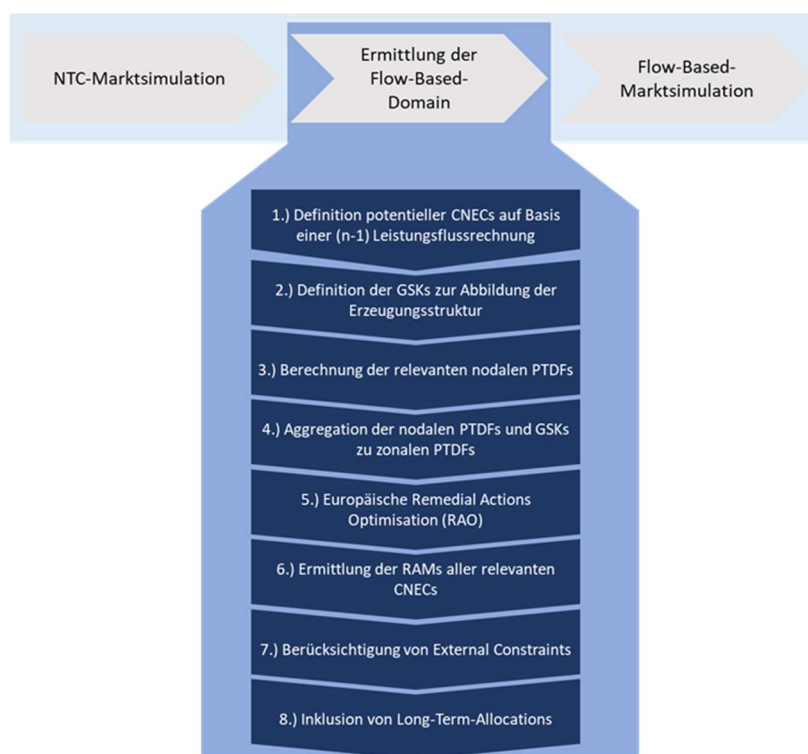 NTC-Marktsimulation
Ermittlung der
Flow-Based-
Domain
Flow-Based-
Marktsimulation
1.) Definition potentieller CNECs auf Basis
einer (n-1) Leistungsflussrechnung
2.) Definition der GSKs zur Abbildung der
Erzeugungsstruktur
3.) Berechnung der relevanten nodalen PTDFs
4.) Aggregation der nodalen PTDFs und GSKs
zu zonalen PTDFs
5.) Europäische Remedial Actions
Optimisation (RAO)
6.) Ermittlung der RAMs aller relevanten
CNECs
7.) Berücksichtigung von External Constraints
8.) Inklusion von Long-Term-Allocations